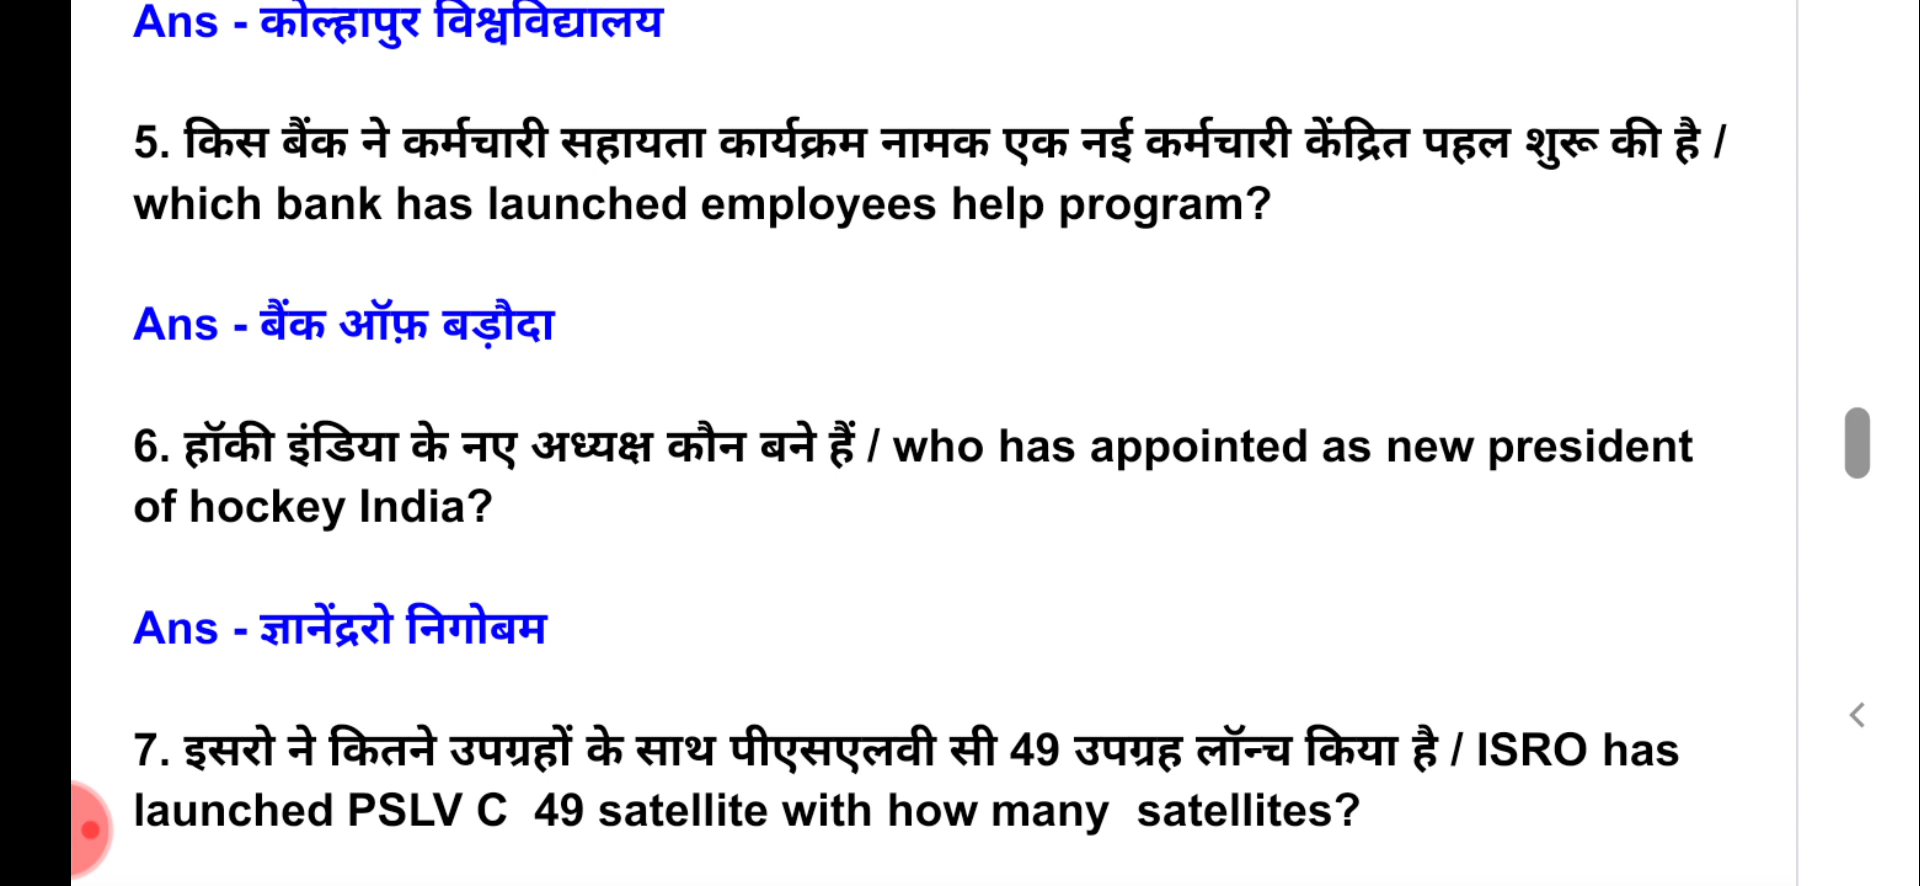 Ans - कोल्हापुर विश्वविद्यालय
5. किस बैंक ने कर्मचारी सहायता कार्यक्रम नामक एक नई कर्मचारी केंद्रित पहल शुरू की है /
which bank has launched employees help program?
Ans - बैंक ऑफ़ बड़ौदा
6. हॉकी इंडिया के नए अध्यक्ष कौन बने हैं / who has appointed as new president
of hockey India?
Ans - ज्ञानेंद्ररो निगोबम
7. इसरो ने कितने उपग्रहों के साथ पीएसएलवी सी 49 उपग्रह लॉन्च किया है / ISRO has
launched PSLV C 49 satellite with how many satellites?